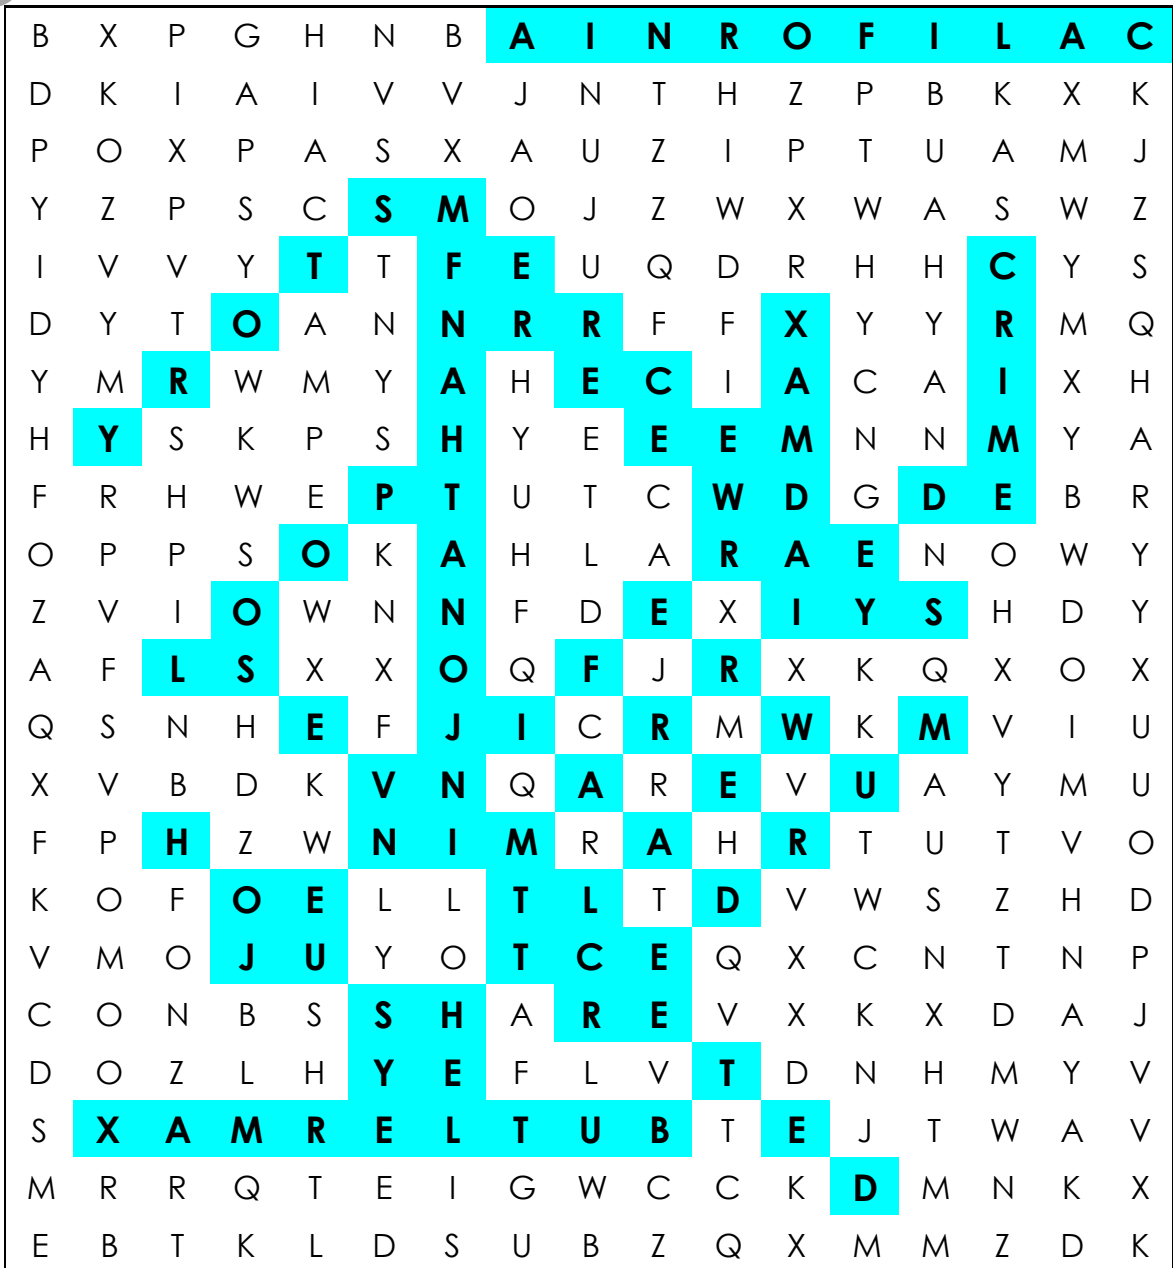 B X P G H N B A I N R O F I L A C
D K I A I V V J N T H Z P B K X K
P O X P A S X A U Z I P T U A M J
Y Z P S C S M O J Z W X W A S W Z
I V V Y T T F E U Q D R H H C Y S
D Y T O A N N R R F F X Y Y R M Q
Y M R W M Y A H E C I A C A I X H
H Y S K P S H Y E E E M N N M Y A
F R H W E P T U T C W D G D E B R
O P P S O K A H L A R A E N O W Y
Z V I O W N N F D E X I Y S H D Y
A F L S X X O Q F J R X K Q X O X
Q S N H E F J I C R M W K M V I U
X V B D K V N Q A R E V U A Y M U
F P H Z W N I M R A H R T U T V O
K O F O E L L T L T D V W S Z H D
V M O J U Y O T C E Q X C N T N P
C O N B S S H A R E V X K X D A J
D O Z L H Y E F L V T D N H M Y V
S X A M R E L T U B T E J T W A V
M R R Q T E I G W C C K D M N K X
E B T K L D S U B Z Q X M M Z D K